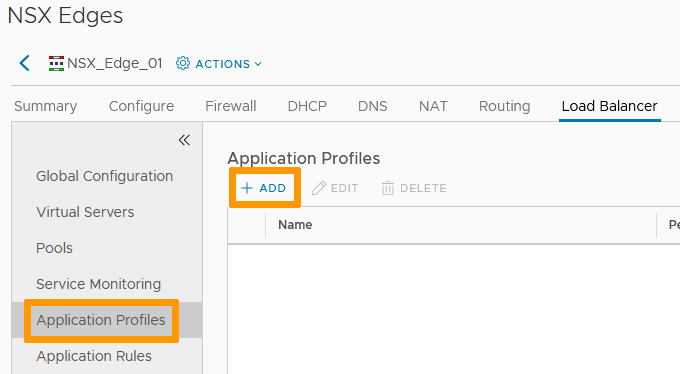 NSX Edges
NSX_Edge_01 ACTIONS
Summary Configure Firewall DHCP DNS NAT Routing Load Balancer
Global Configuration
Virtual Servers
Pools
Service Monitoring
Application Profiles
Application Rules
Application Profiles
+ ADD EDIT DELETE
Name Pe